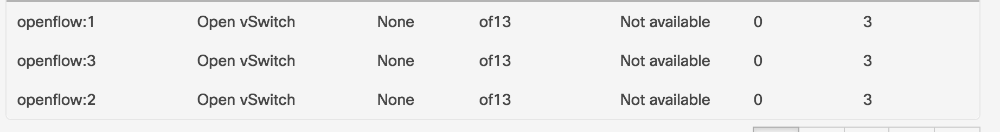 openflow:1 Open vSwitch None of13 Not available 0 3
openflow:3 Open vSwitch None of13 Not available 0 3
openflow:2 Open vSwitch None of13 Not available 0 3